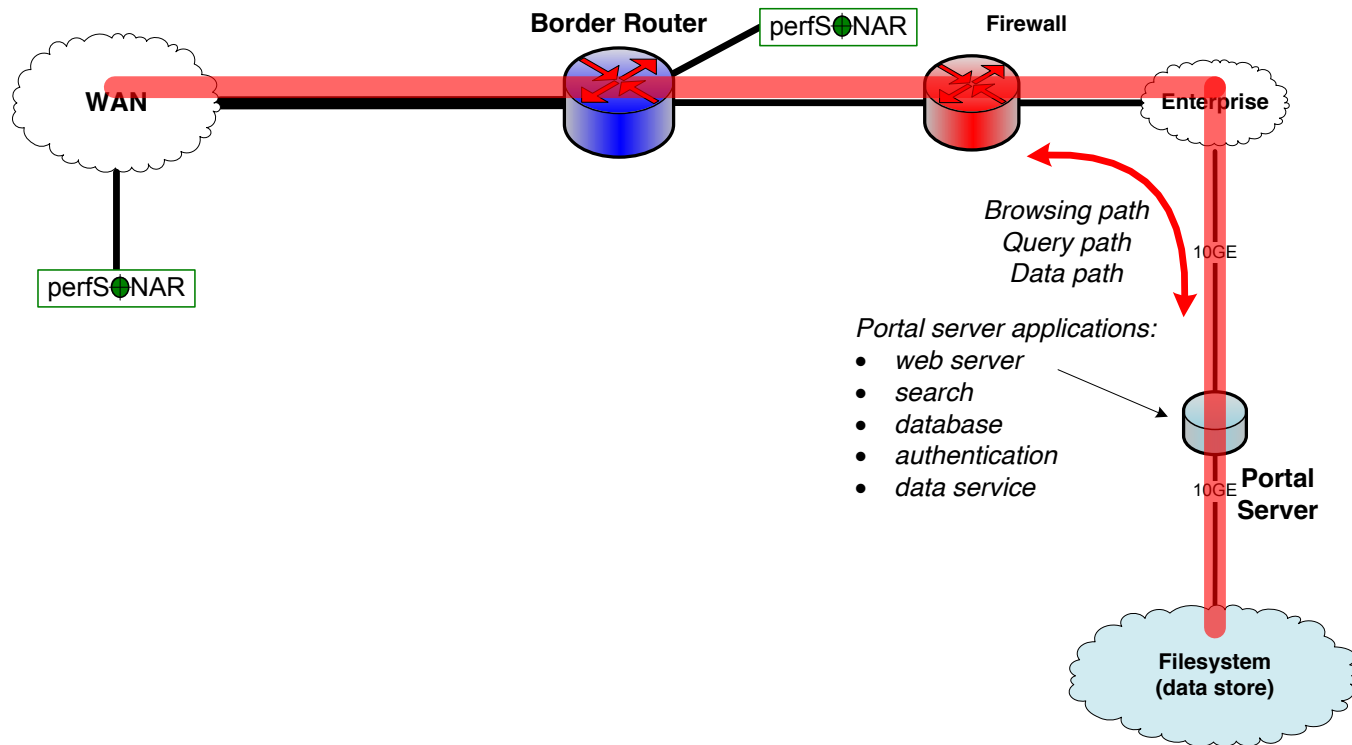 Border Router
perfSONAR
Firewall
WAN
Enterprise
Browsing path
Query path
Data path
10GE
perfSONAR
Portal server applications:
• web server
• search
• database
• authentication
• data service
10GE
Portal
Server
Filesystem
(data store)